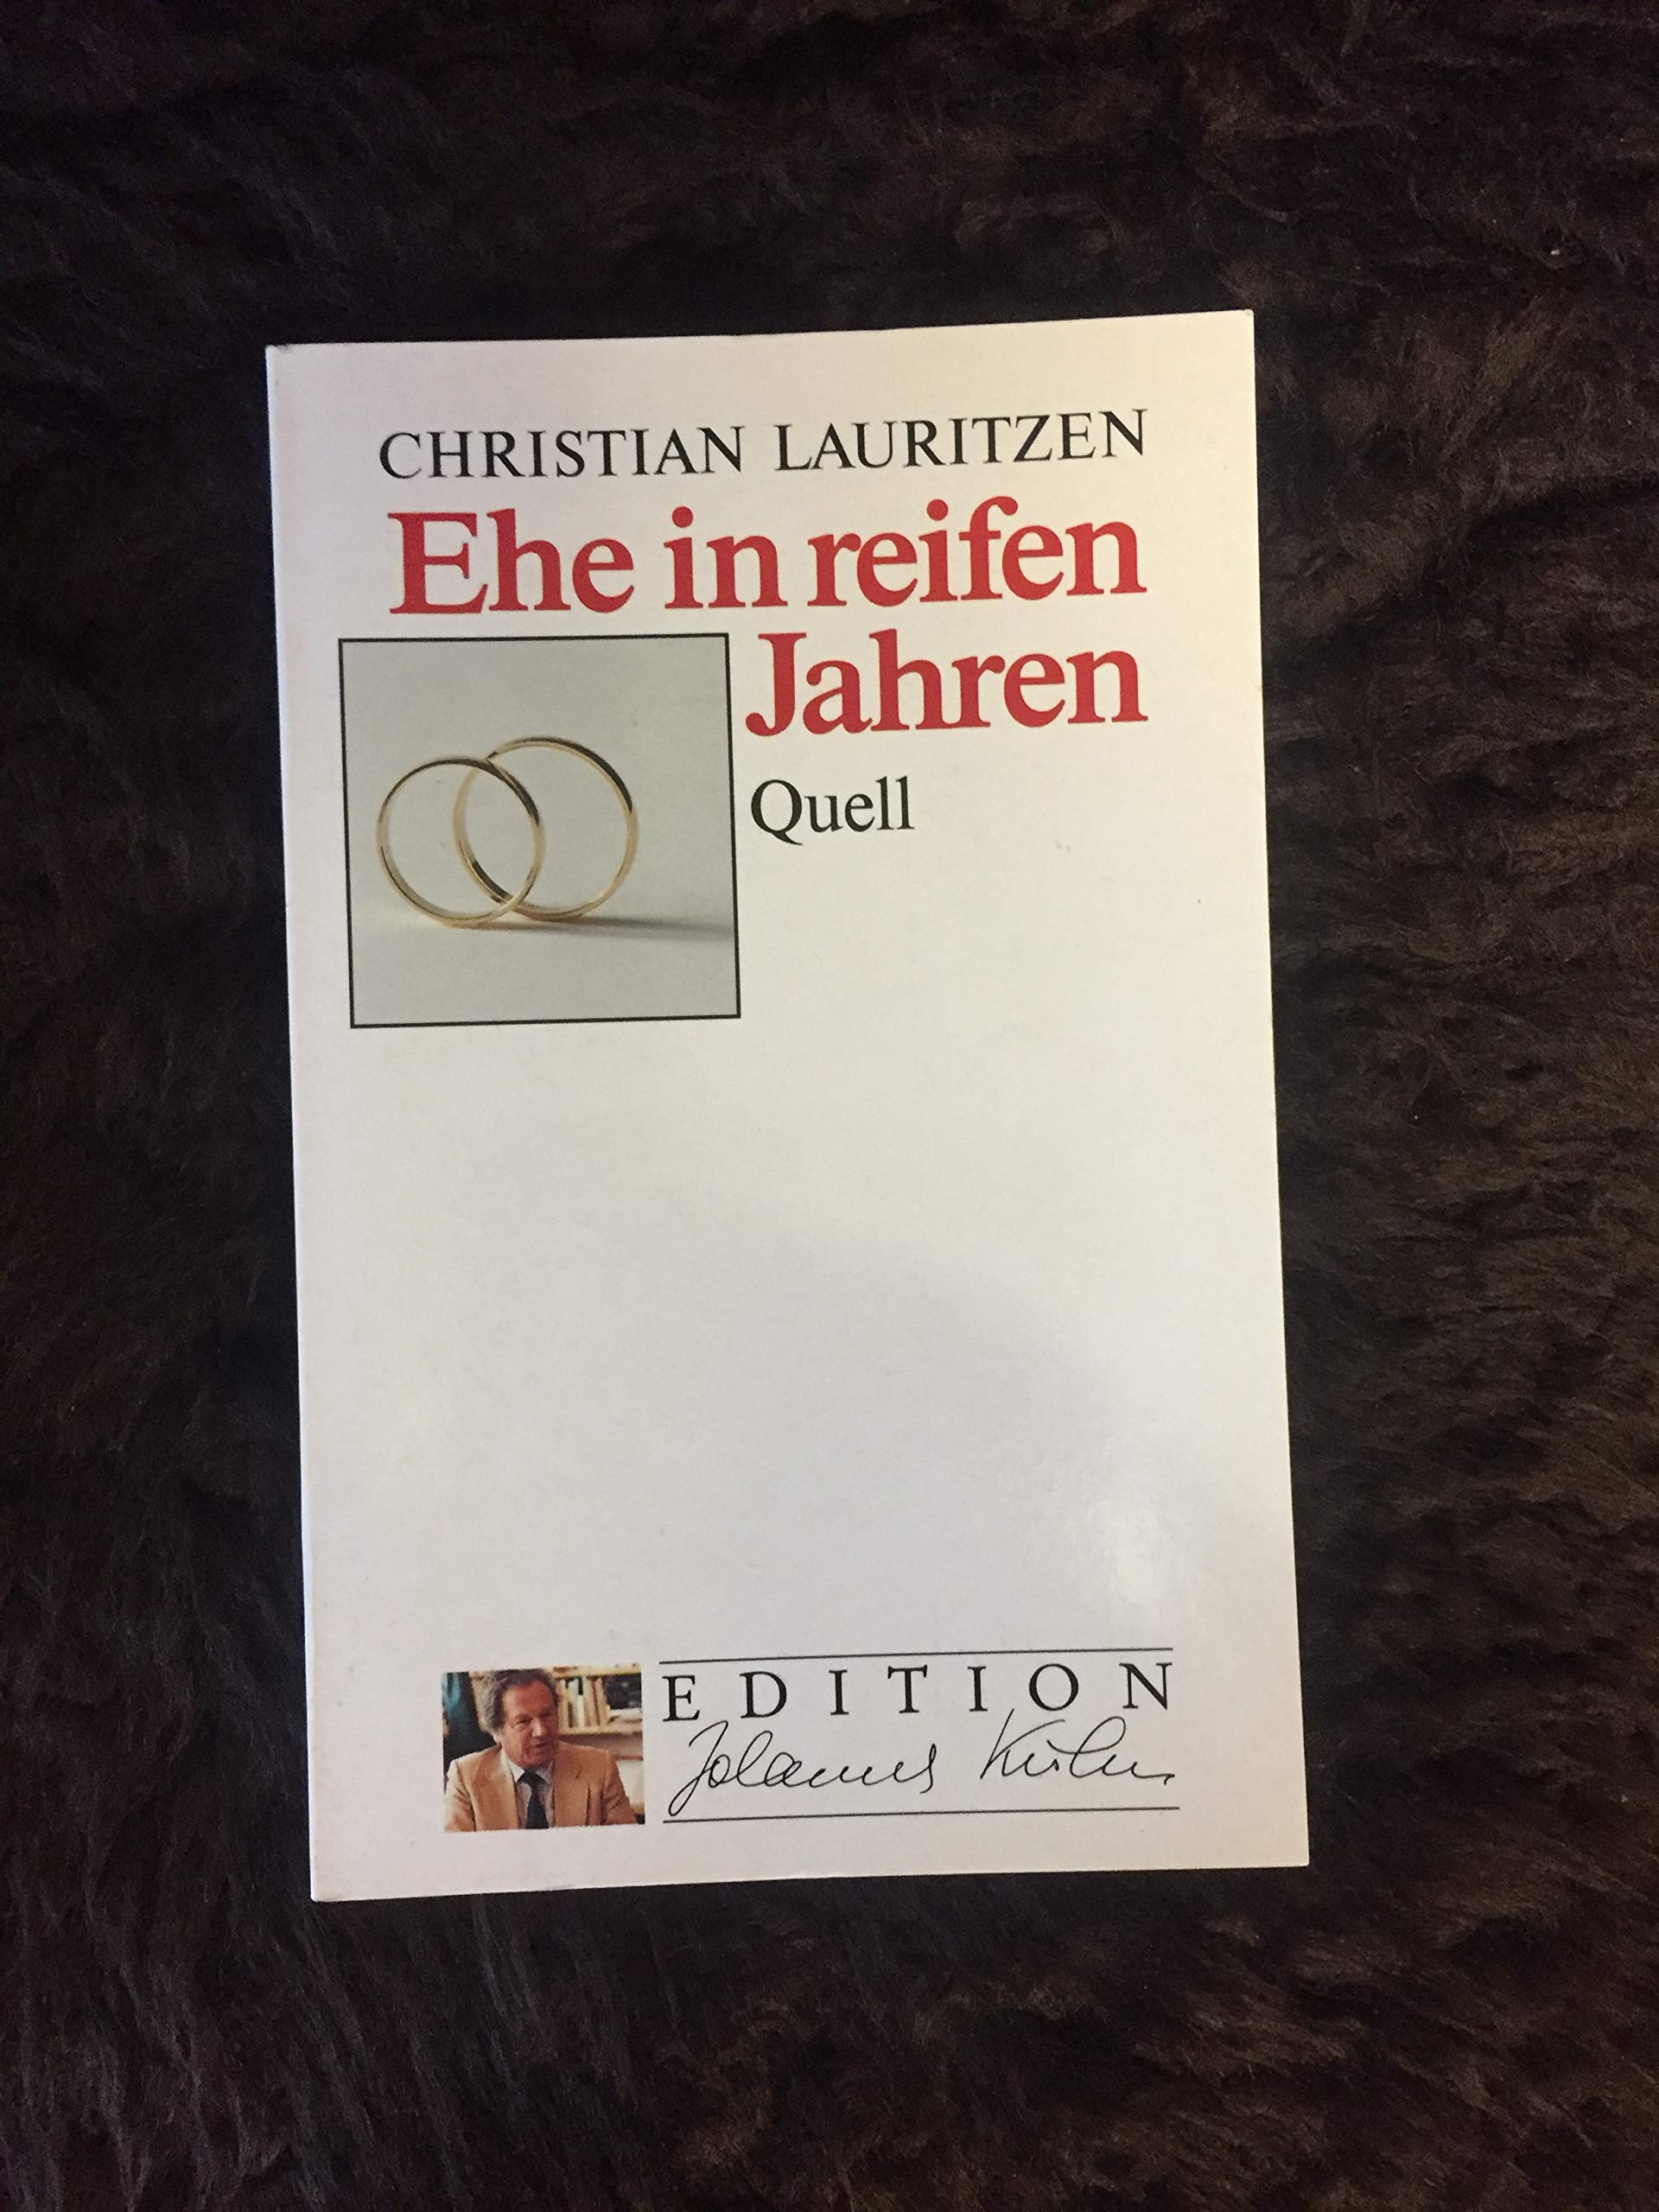 CHRISTIAN LAURITZEN
Ehe in reifen
Jahren
Quell
EDITION
Johannes Kuhn